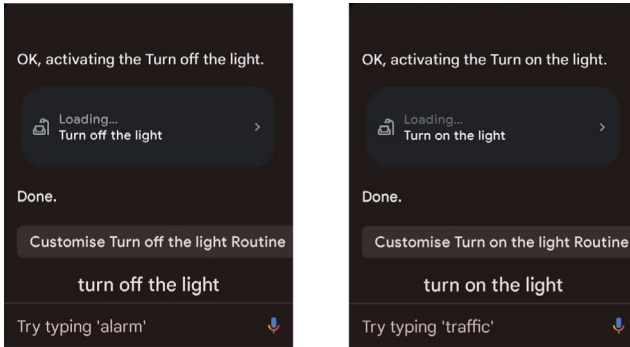 OK, activating the Turn off the light.
Loading...
Turn off the light
Done.
Customise Turn off the light Routine
turn off the light
Try typing 'alarm'
OK, activating the Turn on the light.
Loading...
Turn on the light
Done.
Customise Turn on the light Routine
turn on the light
Try typing 'traffic'